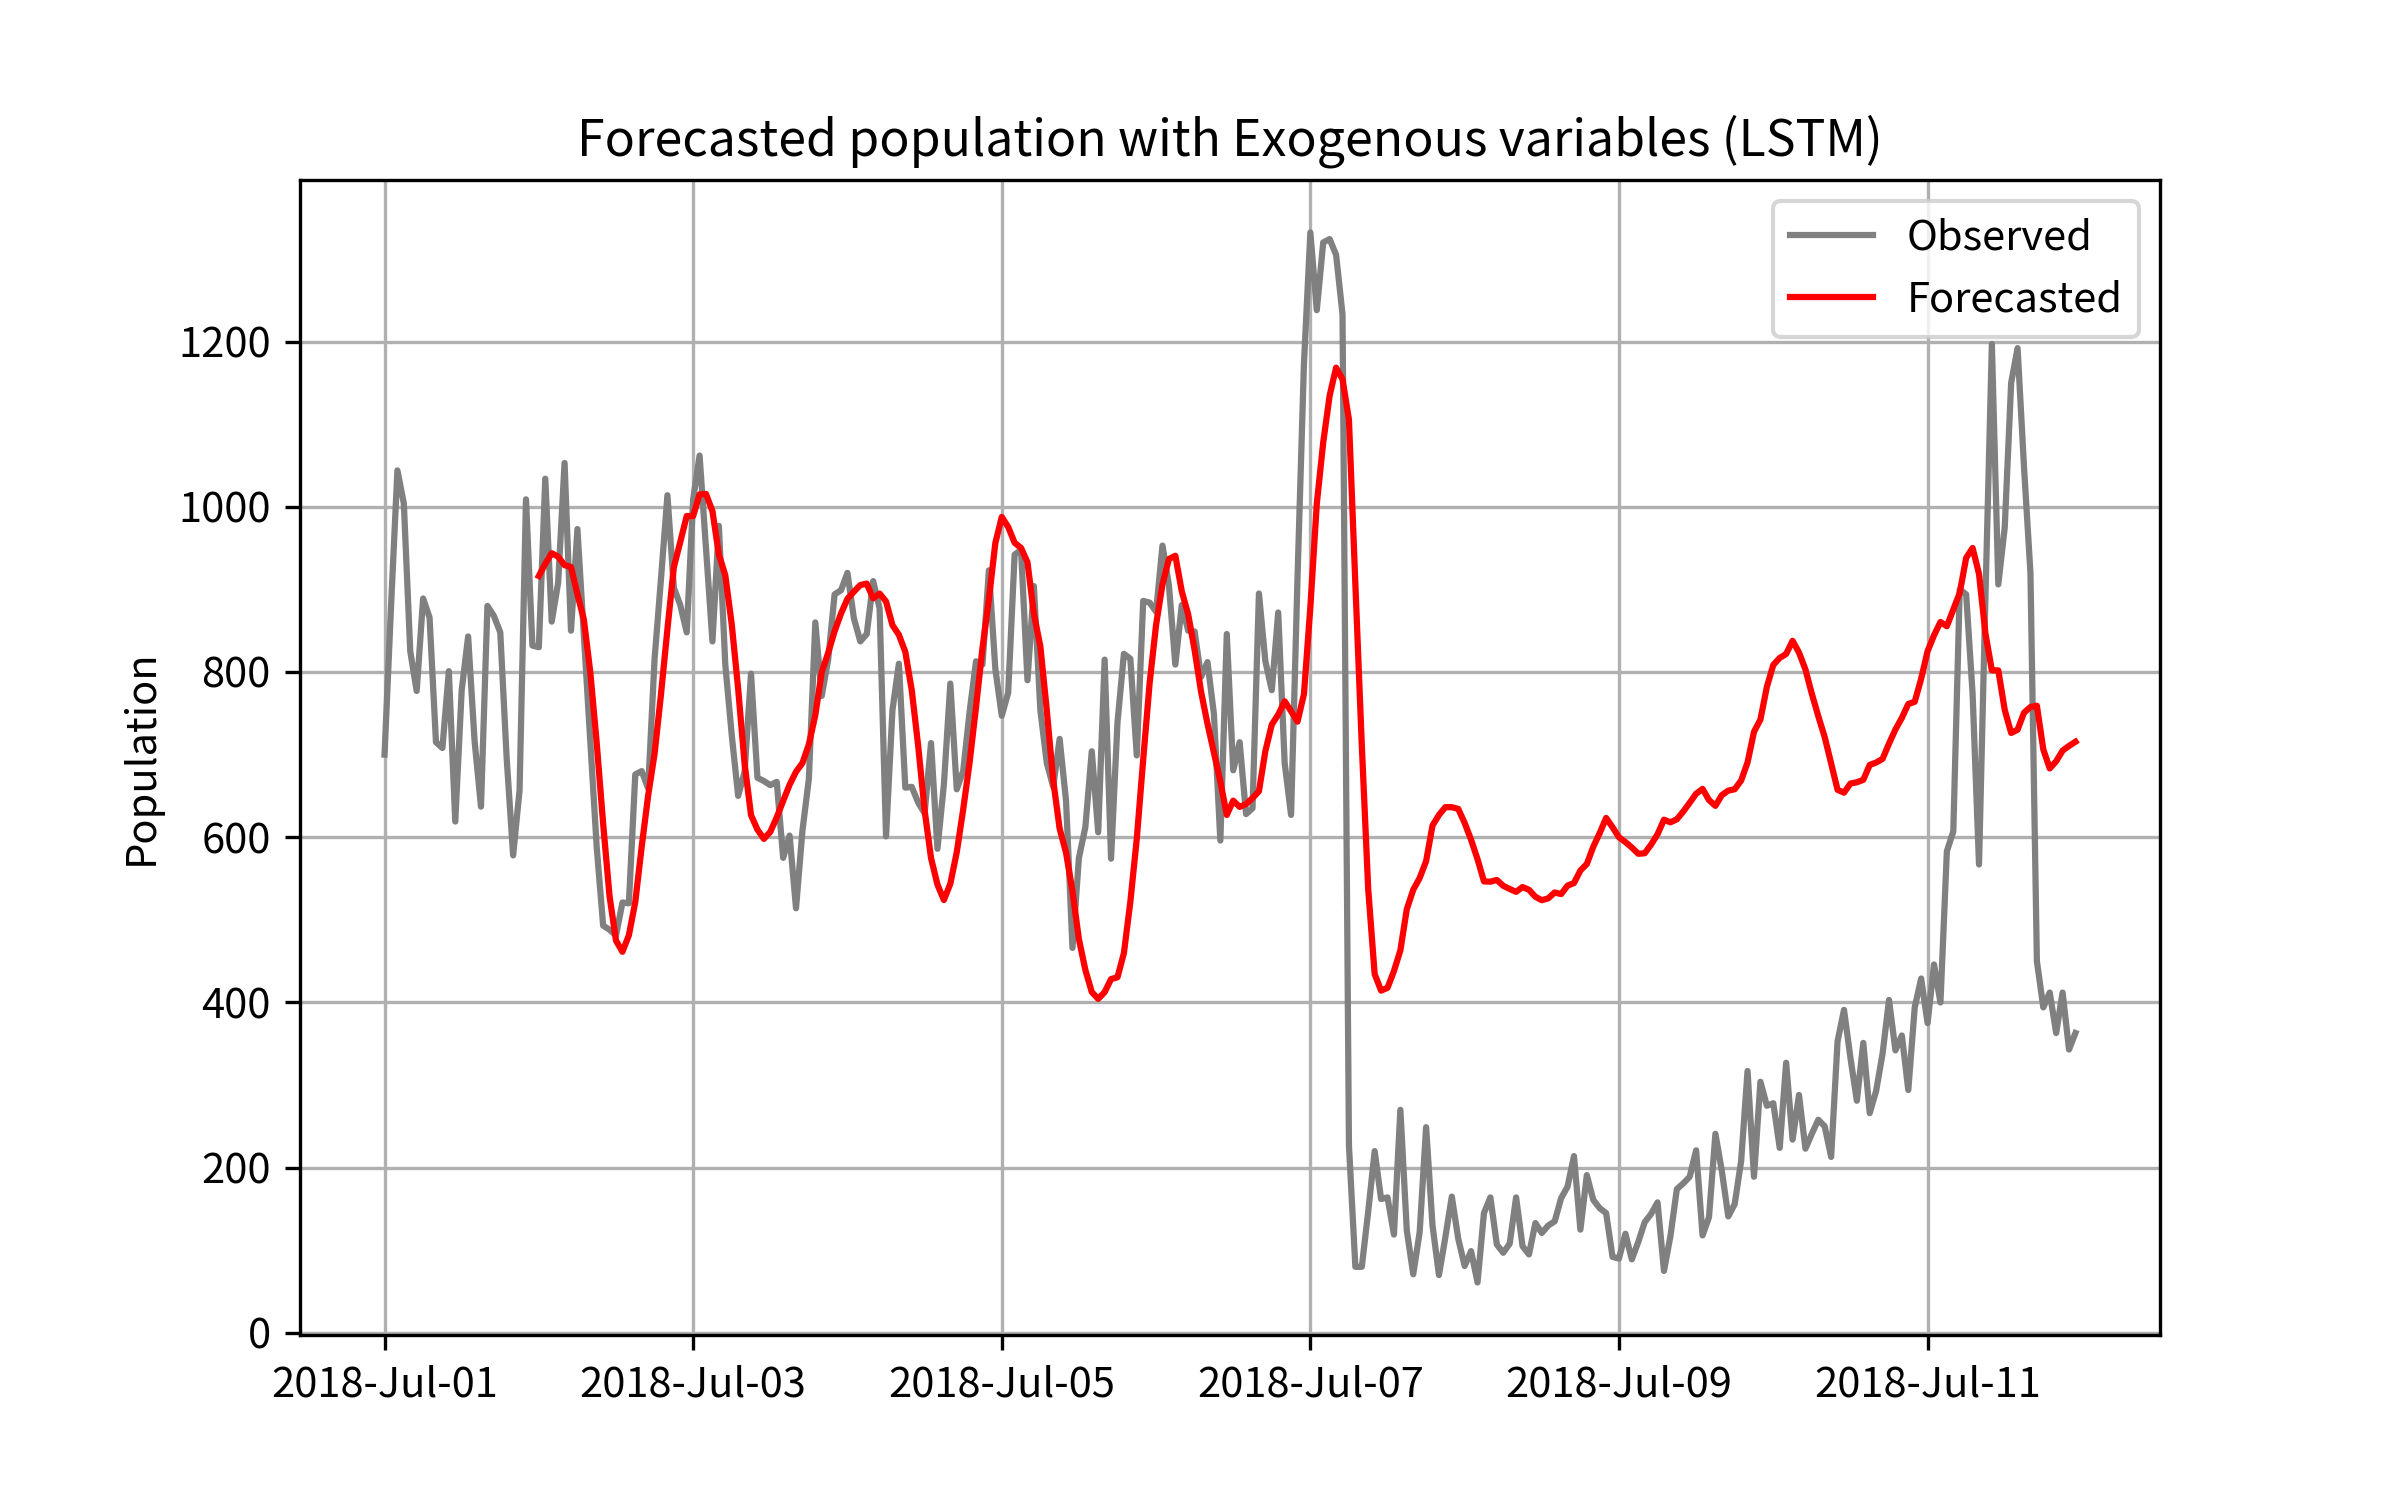 Forecasted population with Exogenous variables (LSTM)
Observed
Forecasted
Population
1200
1000
800
600
400
200
0
2018-Jul-01 2018-Jul-03 2018-Jul-05 2018-Jul-07 2018-Jul-09 2018-Jul-11